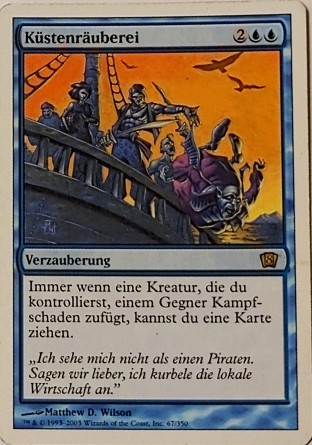 Küstenräuberei 2
Verzauberung
Immer wenn eine Kreatur, die du
kontrollierst, einem Gegner Kampf-
schaden zufügt, kannst du eine Karte
ziehen.
„Ich sehe mich nicht als einen Piraten.
Sagen wir lieber, ich kurbele die lokale
Wirtschaft an.”
Matthew D. Wilson
™ & © 1993-2003 Wizards of the Coast, Inc. 67/350